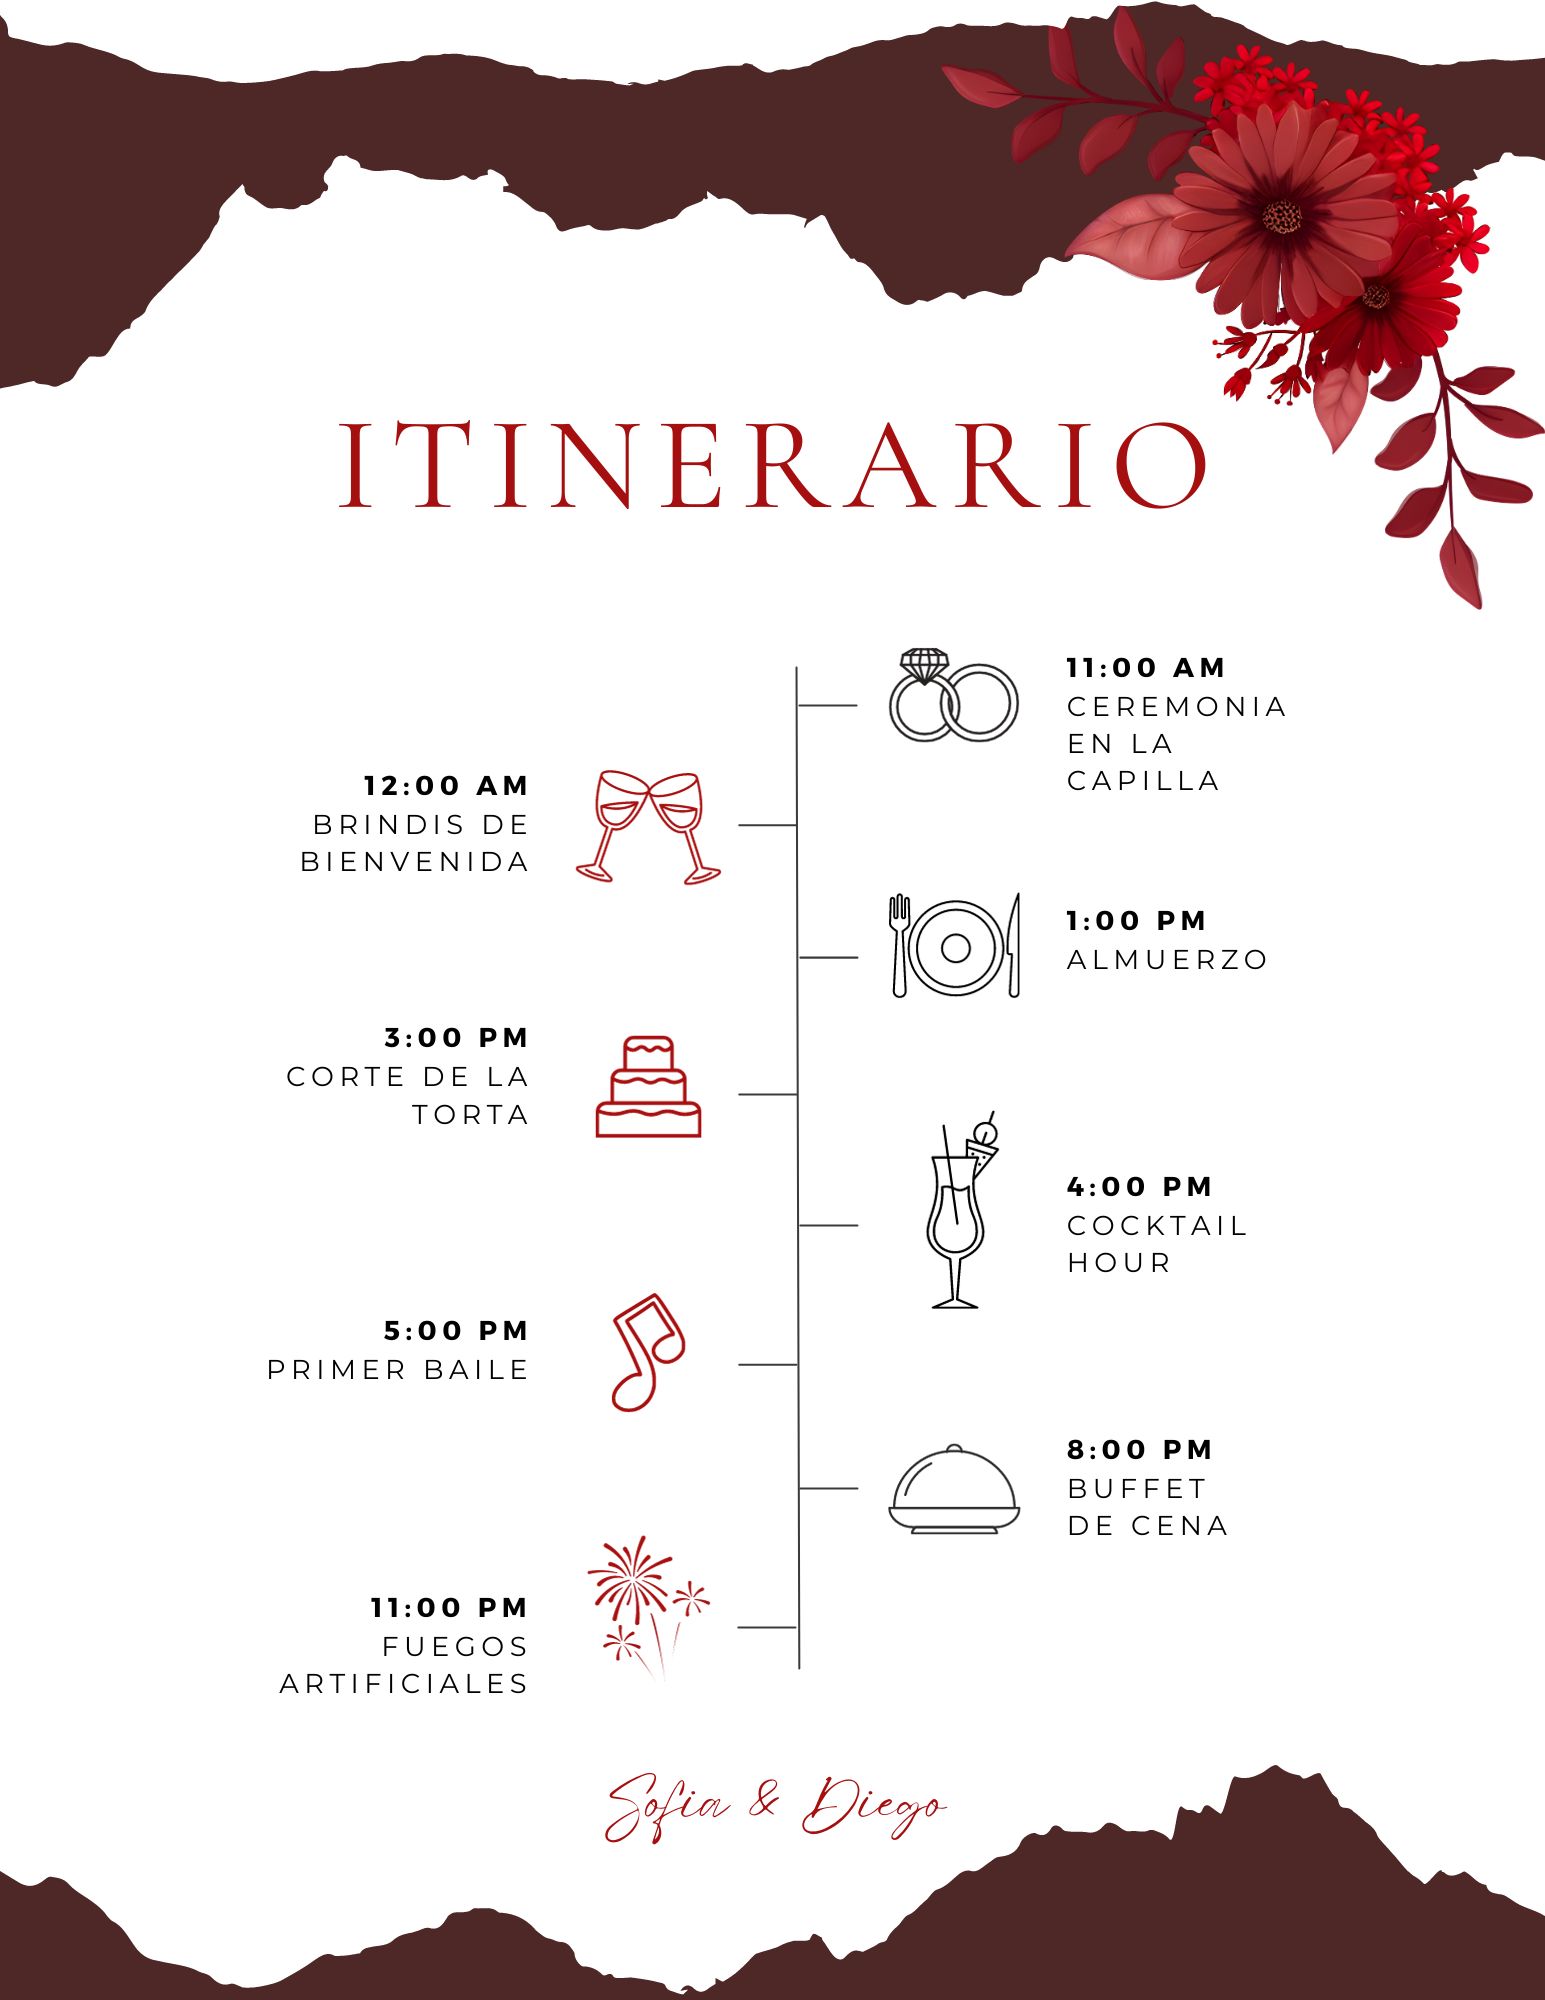 ITINERARIO
11:00 AM
CEREMONIA
EN LA
CAPILLA
12:00 AM
BRINDIS DE
BIENVENIDA
1:00 PM
ALMUERZO
3:00 PM
CORTE DE LA
TORTA
4:00 PM
COCKTAIL
HOUR
5:00 PM
PRIMER BAILE
8:00 PM
BUFFET
DE CENA
11:00 PM
FUEGOS
ARTIFICIALES
Sofia & Diego